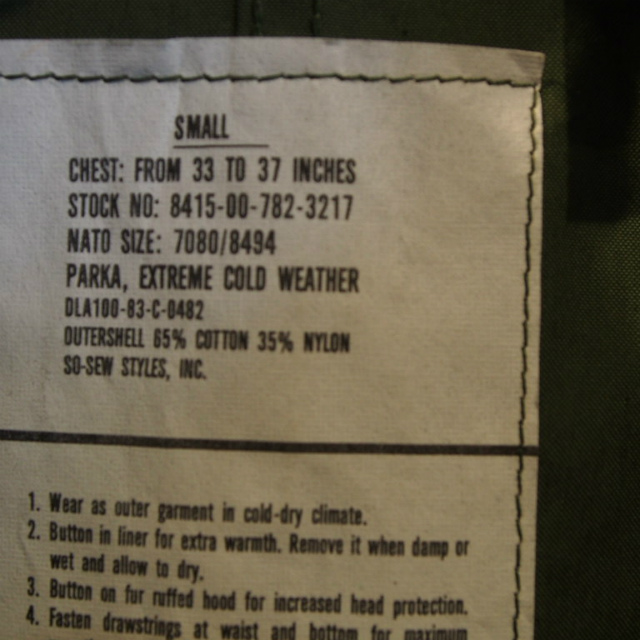 SMALL
CHEST: FROM 33 TO 37 INCHES
STOCK NO: 8415-00-782-3217
NATO SIZE: 7080/8494
PARKA, EXTREME COLD WEATHER
DLA100-83-C-0482
OUTERSHELL 65% COTTON 35% NYLON
SO-SEW STYLES, INC.
1. Wear as outer garment in cold-dry climate.
2. Button in liner for extra warmth. Remove it when damp or
wet and allow to dry.
3. Button on fur ruffed hood for increased head protection.
4. Fasten drawstrings at waist and bottom for maximum